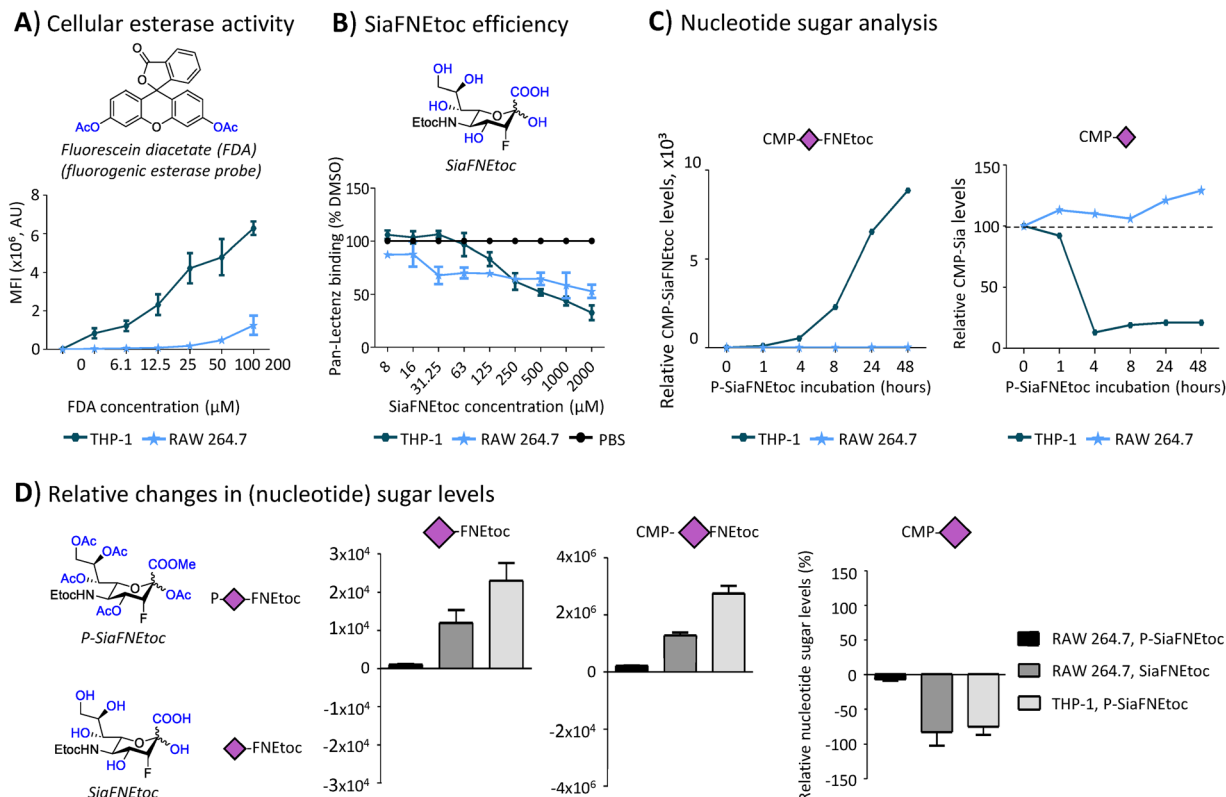 A) Cellular esterase activity
O
O
O
AcO
OAc
Fluorescein diacetate (FDA)
(fluorogenic esterase probe)
MFI (x10⁶, AU)
8
6
4
2
0
0 6.1 12.5 25 50 100 200
FDA concentration (µM)
THP-1 RAW 264.7
B) SiaFNEtoc efficiency
OH
OH
COOH
HO
O
EtocHN
OH
HO
F
SiaFNEtoc
Pan-Lectenz binding (% DMSO)
150
100
50
0
8 16 31.25 63 125 250 500 1000 2000
SiaFNEtoc concentration (µM)
THP-1 RAW 264.7 PBS
C) Nucleotide sugar analysis
CMP- -FNEtoc
Relative CMP-SiaFNEtoc levels, x10³
10
5
0
0 1 4 8 24 48
P-SiaFNEtoc incubation (hours)
THP-1 RAW 264.7
CMP-
Relative CMP-Sia levels
150
100
50
0
0 1 4 8 24 48
P-SiaFNEtoc incubation (hours)
THP-1 RAW 264.7
D) Relative changes in (nucleotide) sugar levels
OAc
OAc
COOMe
AcO
O
EtocHN
OAc
AcO
F
P-SiaFNEtoc
P- -FNEtoc
OH
OH
COOH
HO
O
EtocHN
OH
HO
F
SiaFNEtoc
-FNEtoc
-FNEtoc
3x10⁴
2x10⁴
1x10⁴
0
-1x10⁴
-2x10⁴
-3x10⁴
CMP- FNEtoc
4x10⁶
2x10⁶
0
-2x10⁴
-4x10⁶
CMP-
Relative nucleotide sugar levels (%)
150
100
50
0
-50
-100
-150
RAW 264.7, P-SiaFNEtoc
RAW 264.7, SiaFNEtoc
THP-1, P-SiaFNEtoc